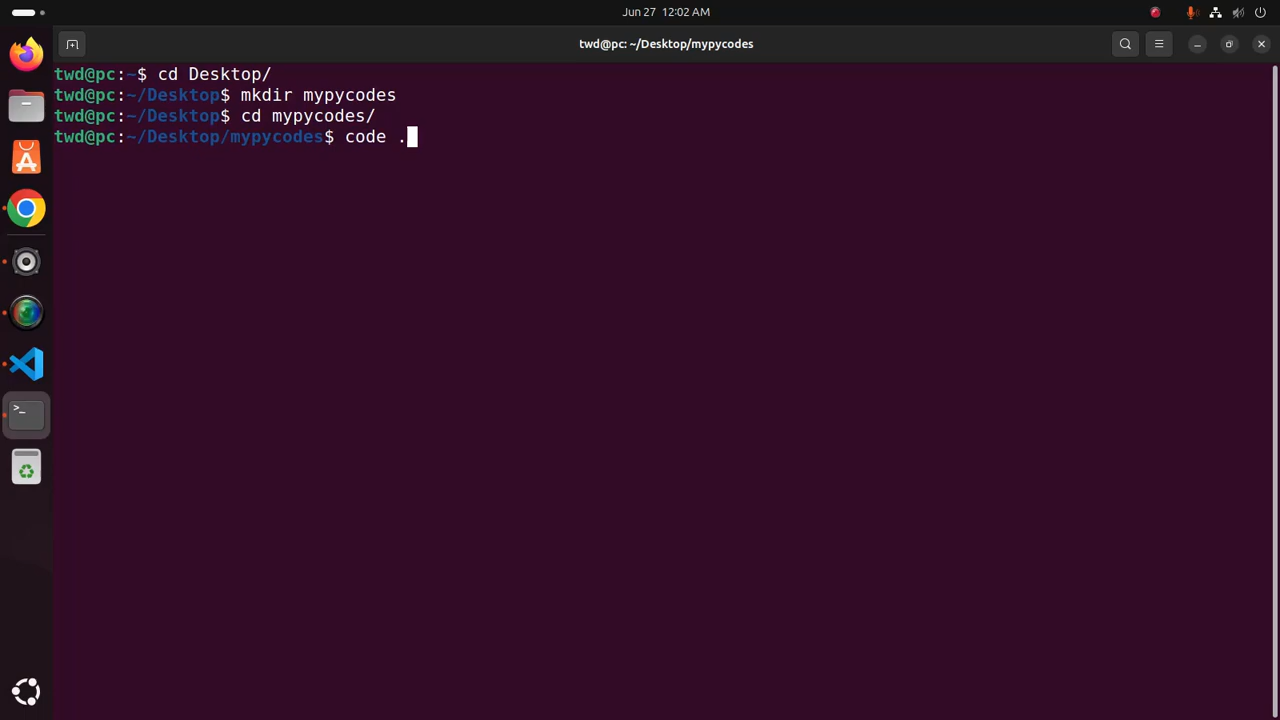 Jun 27 12:02 AM
twd@pc: ~/Desktop/mypycodes
twd@pc:~$ cd Desktop/
twd@pc:~/Desktop$ mkdir mypycodes
twd@pc:~/Desktop$ cd mypycodes/
twd@pc:~/Desktop/mypycodes$ code .